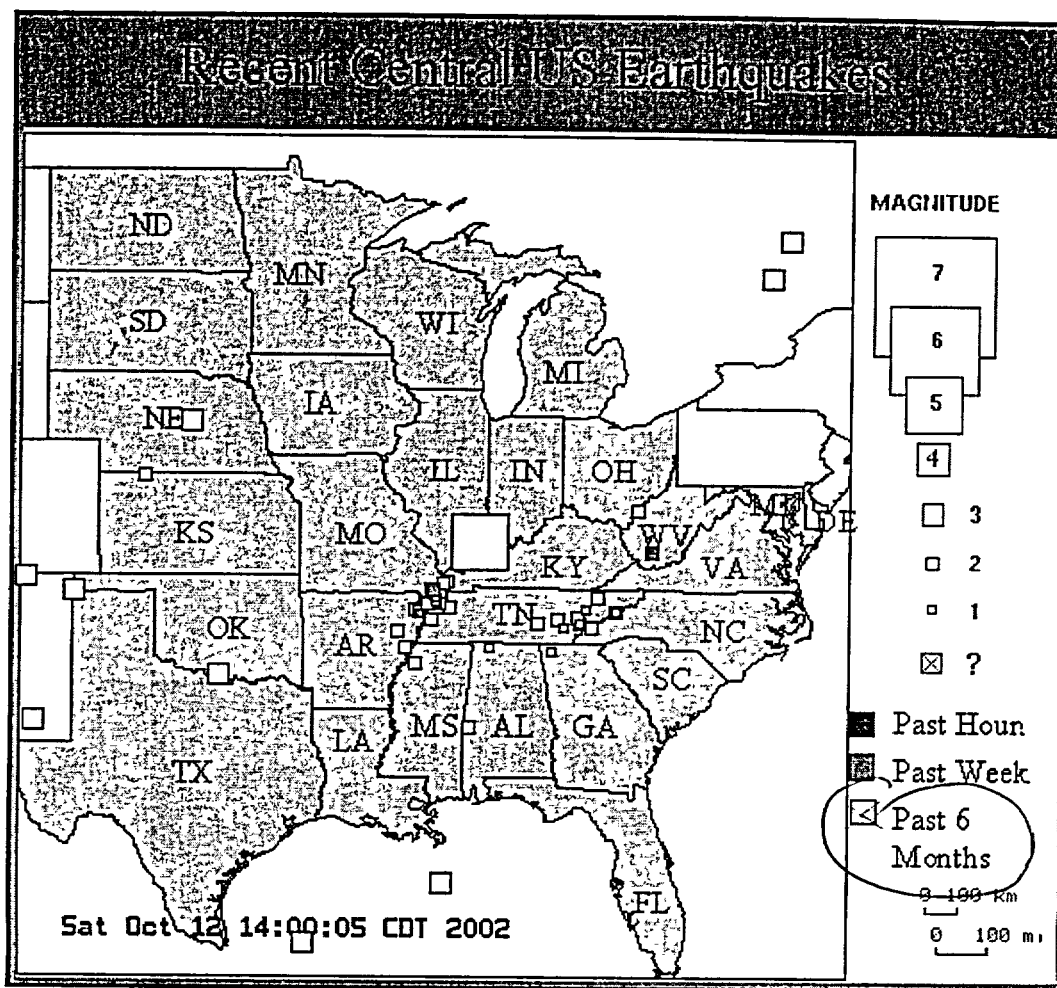 Recent Central US Earthquakes
MAGNITUDE
7
6
5
4
3
2
1
?
Past Hour
Past Week
Past 6
Months
0 100 km
0 100 mi
ND
MN
SD
WI
MI
NE
IA
IL
IN
OH
KS
MO
WV
MD
DE
KY
VA
OK
AR
TN
NC
SC
TX
LA
MS
AL
GA
FL
Sat Oct 12 14:00:05 CDT 2002